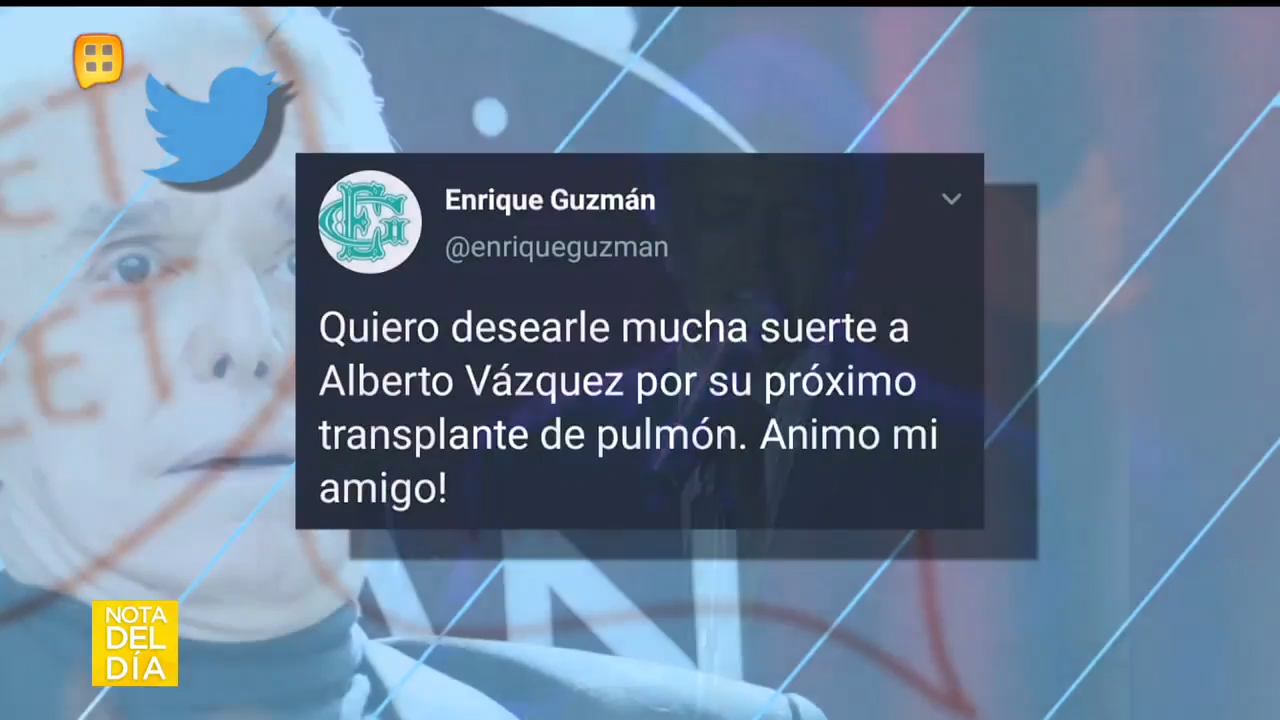 Enrique Guzmán
@enriqueguzman
Quiero desearle mucha suerte a
Alberto Vázquez por su próximo
transplante de pulmón. Animo mi
amigo!
NOTA
DEL
DÍA